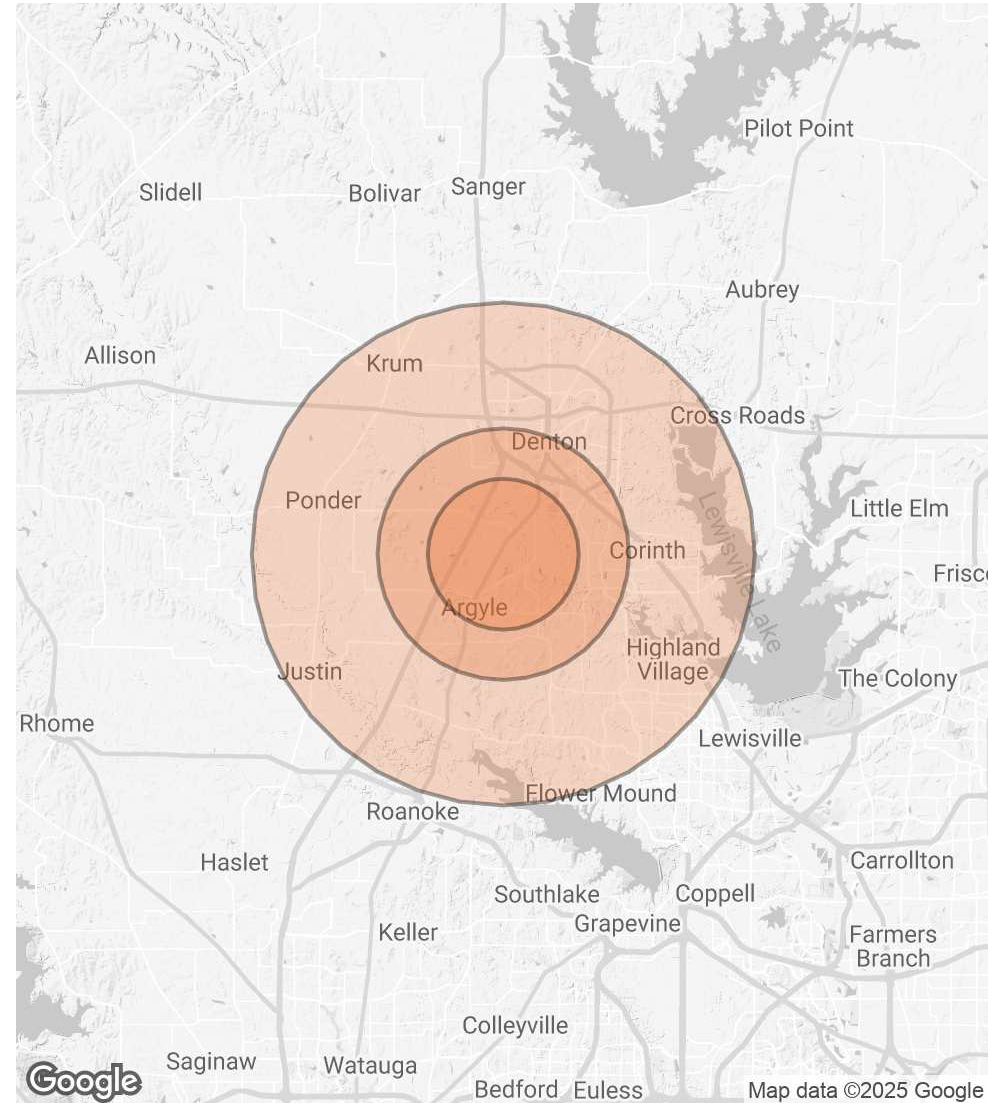 Pilot Point
Slidell
Bolivar
Sanger
Aubrey
Allison
Krum
Cross Roads
Denton
Ponder
Little Elm
Lewisville Lake
Corinth
Frisc
Argyle
Highland
Village
Justin
The Colony
Rhome
Lewisville
Flower Mound
Roanoke
Haslet
Carrollton
Southlake
Coppell
Grapevine
Keller
Farmers
Branch
Colleyville
Saginaw
Watauga
Google
Bedford
Euless
Map data ©2025 Google